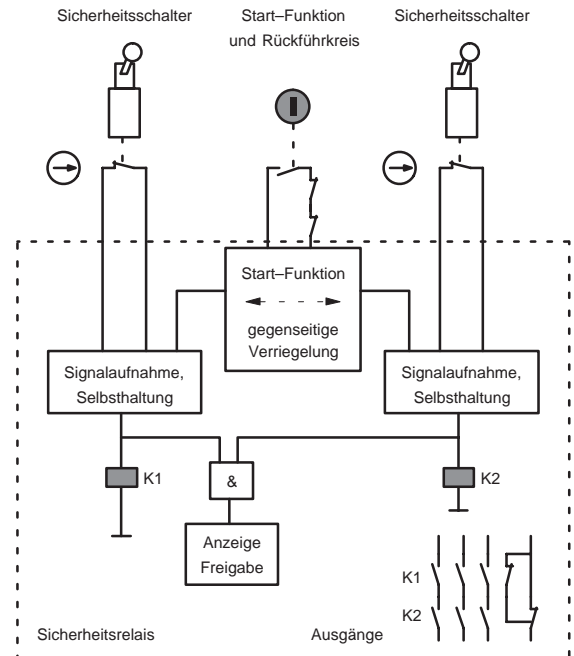 Sicherheitsschalter
Start–Funktion
und Rückführkreis
Sicherheitsschalter
Start–Funktion
gegenseitige
Verriegelung
Signalaufnahme,
Selbsthaltung
Signalaufnahme,
Selbsthaltung
K1
&
K2
Anzeige
Freigabe
K1
K2
Sicherheitsrelais
Ausgänge